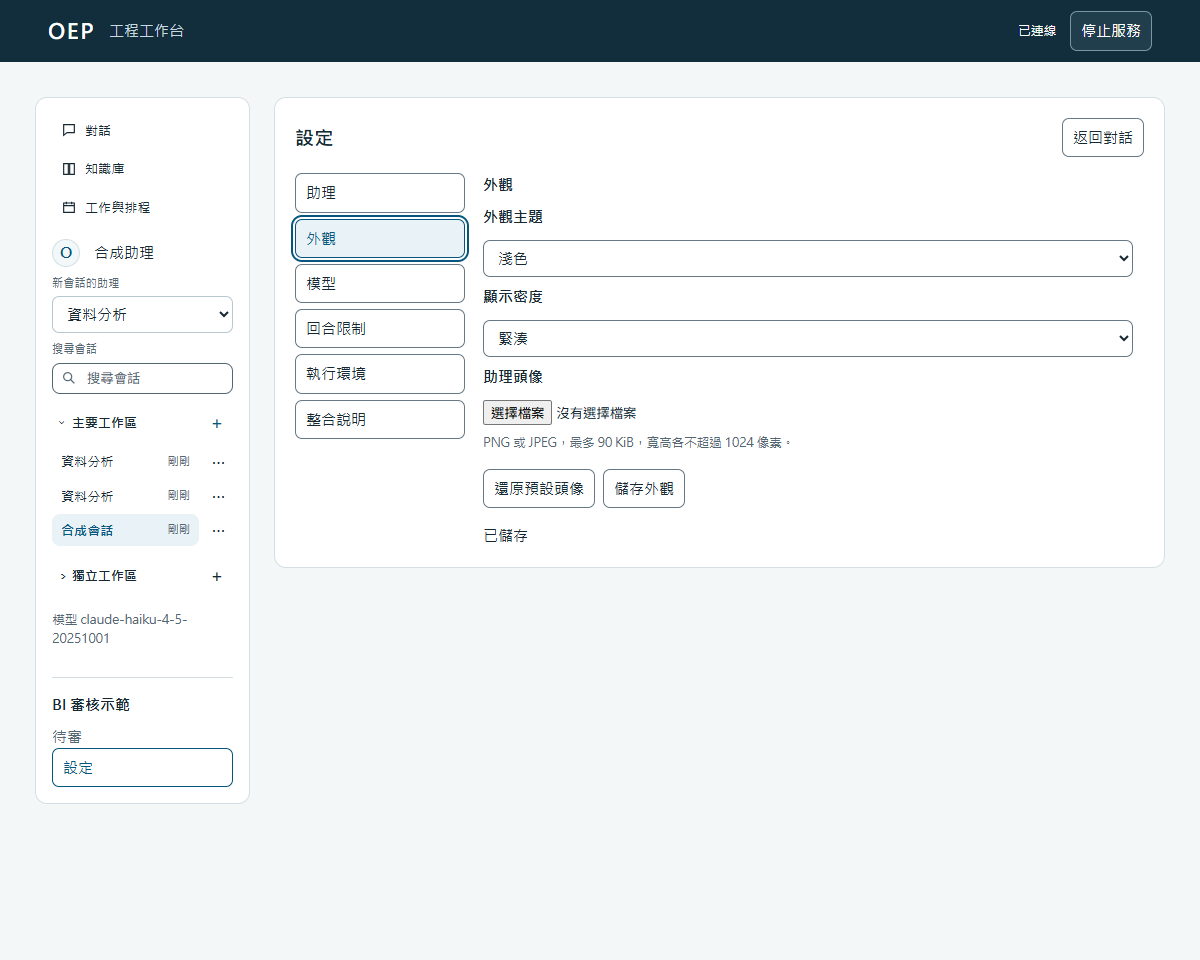 OEP 工程工作台
已連線
停止服務
對話
知識庫
工作與排程
O 合成助理
新會話的助理
資料分析
搜尋會話
搜尋會話
主要工作區 +
資料分析 剛剛 ...
資料分析 剛剛 ...
合成會話 剛剛 ...
獨立工作區 +
模型 claude-haiku-4-5-
20251001
BI 審核示範
待審
設定
設定
返回對話
助理
外觀
模型
回合限制
執行環境
整合說明
外觀
外觀主題
淺色
顯示密度
緊湊
助理頭像
選擇檔案 沒有選擇檔案
PNG 或 JPEG，最多 90 KiB，寬高各不超過 1024 像素。
還原預設頭像 儲存外觀
已儲存